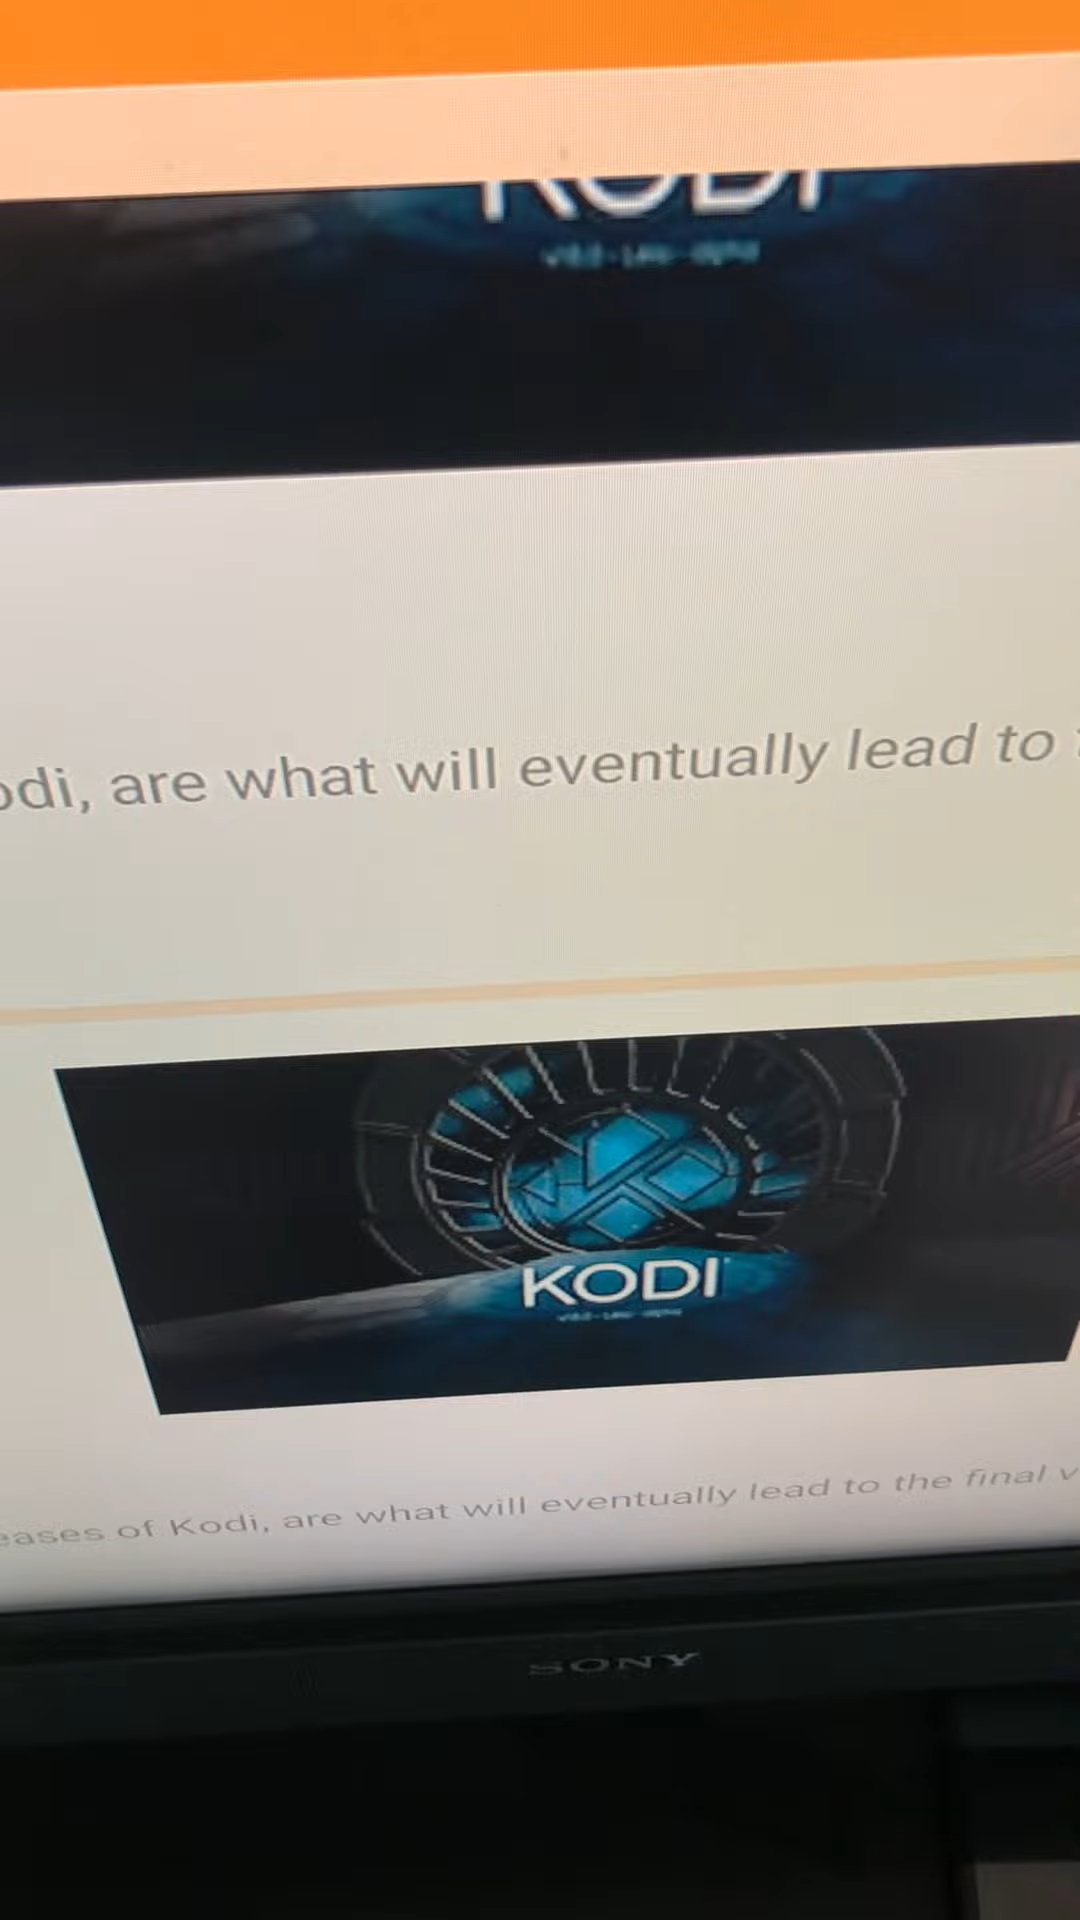 KODI
odi, are what will eventually lead to
KODI
eases of Kodi, are what will eventually lead to the final v
SONY